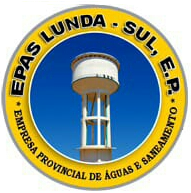 EPAS LUNDA - SUL, E.P.
• EMPRESA PROVINCIAL DE ÁGUAS E SANEAMENTO •